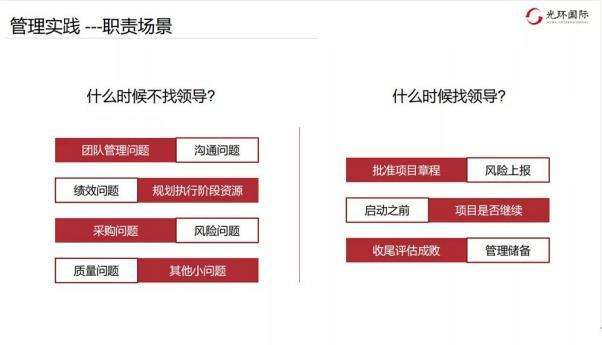 管理实践 ---职责场景
光环国际
什么时候不找领导?
团队管理问题 沟通问题
绩效问题 规划执行阶段资源
采购问题 风险问题
质量问题 其他小问题
什么时候找领导?
批准项目章程 风险上报
启动之前 项目是否继续
收尾评估成败 管理储备